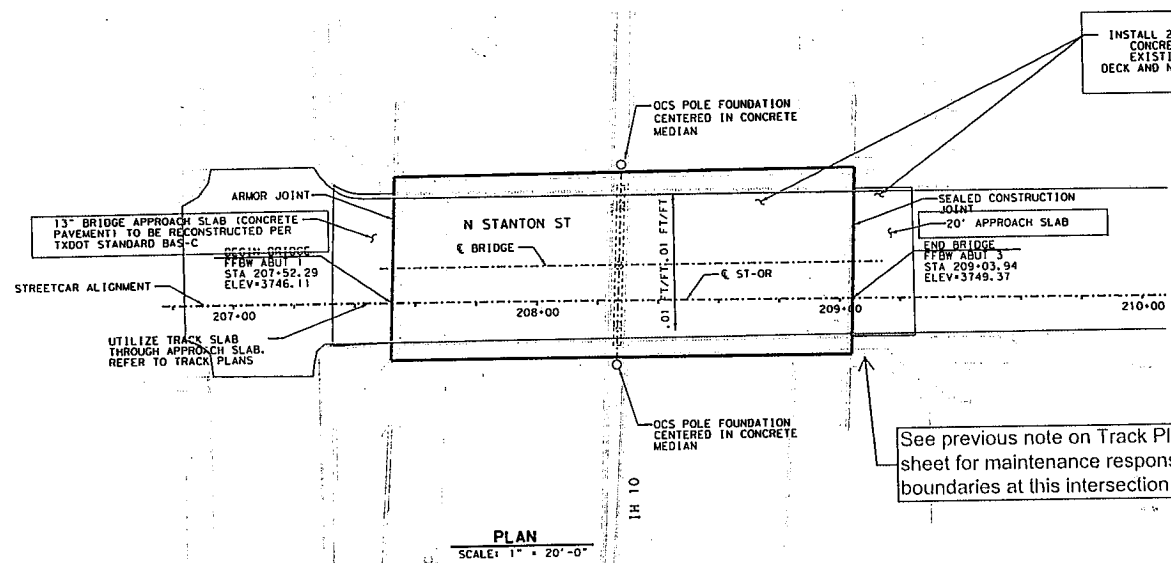 INSTALL 2
CONCRE
EXISTI
DECK AND N
OCS POLE FOUNDATION
CENTERED IN CONCRETE
MEDIAN
ARMOR JOINT
N STANTON ST
SEALED CONSTRUCTION
JOINT
13" BRIDGE APPROACH SLAB (CONCRETE
PAVEMENT) TO BE RECONSTRUCTED PER
TXDOT STANDARD BAS-C
20' APPROACH SLAB
℄ BRIDGE
.01 FT/FT .01 FT/FT
BEGIN BRIDGE
FFBW ABUT 1
STA 207+52.29
ELEV=3746.11
END BRIDGE
FFBW ABUT 3
STA 209+03.94
ELEV=3749.37
℄ ST-OR
STREETCAR ALIGNMENT
207+00
208+00
209+00
210+00
UTILIZE TRACK SLAB
THROUGH APPROACH SLAB.
REFER TO TRACK PLANS
OCS POLE FOUNDATION
CENTERED IN CONCRETE
MEDIAN
See previous note on Track Pl
sheet for maintenance respons
boundaries at this intersection
IH 10
PLAN
SCALE: 1" = 20'-0"